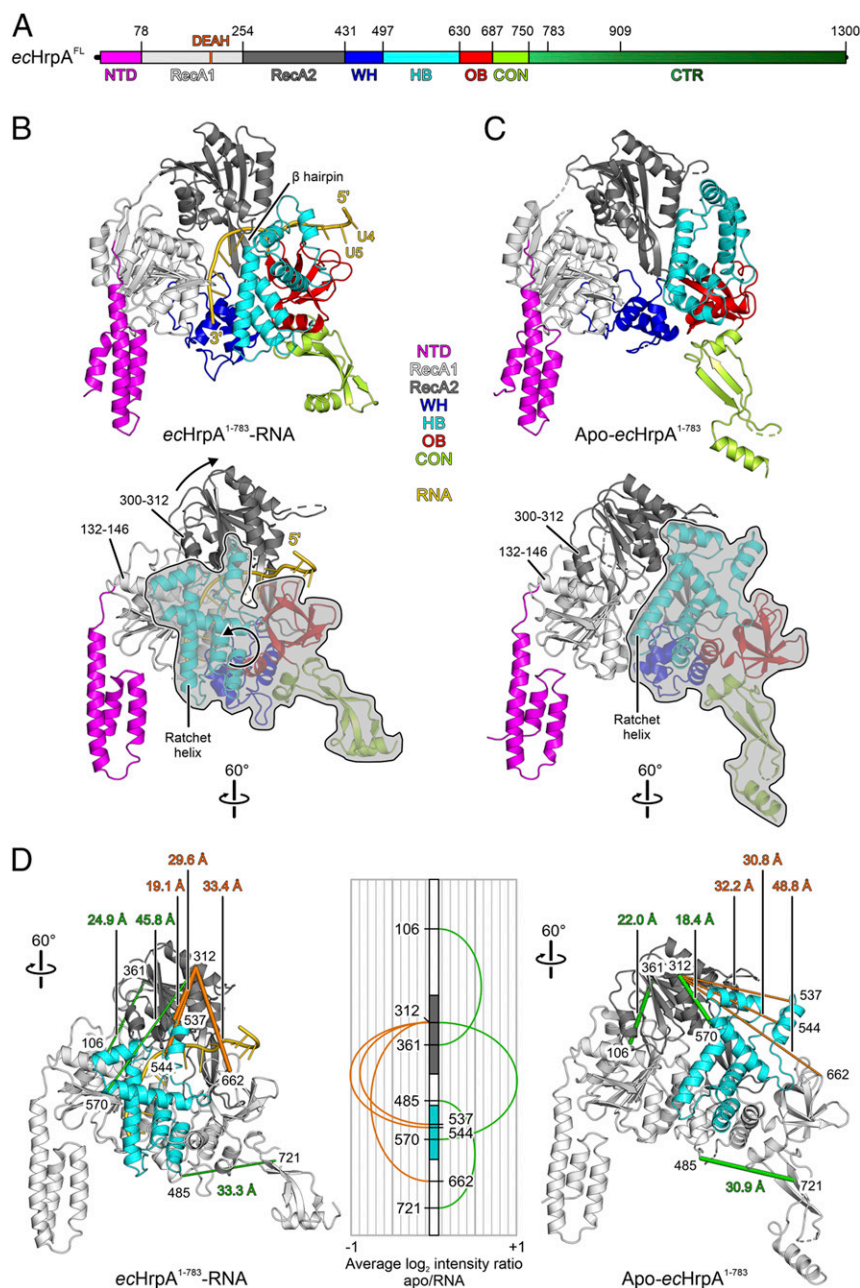 A
78 254 431 497 630 687 750 783 909 1300
DEAH
ecHrpA^FL
NTD RecA1 RecA2 WH HB OB CON CTR
B
C
β hairpin
5'
U4
U5
3'
ecHrpA^1-783-RNA
Apo-ecHrpA^1-783
NTD
RecA1
RecA2
WH
HB
OB
CON
RNA
300-312
132-146
5'
Ratchet
helix
60°
300-312
132-146
Ratchet
helix
60°
D
29.6 Å
19.1 Å 33.4 Å
24.9 Å 45.8 Å
60°
312
361
537
106
544
662
570
721
485
33.3 Å
ecHrpA^1-783-RNA
106
312
361
485
537
544
570
662
721
-1 +1
Average log₂ intensity ratio
apo/RNA
30.8 Å
32.2 Å 48.8 Å
22.0 Å 18.4 Å
60°
361 312
537
544
106
570
662
485
721
30.9 Å
Apo-ecHrpA^1-783